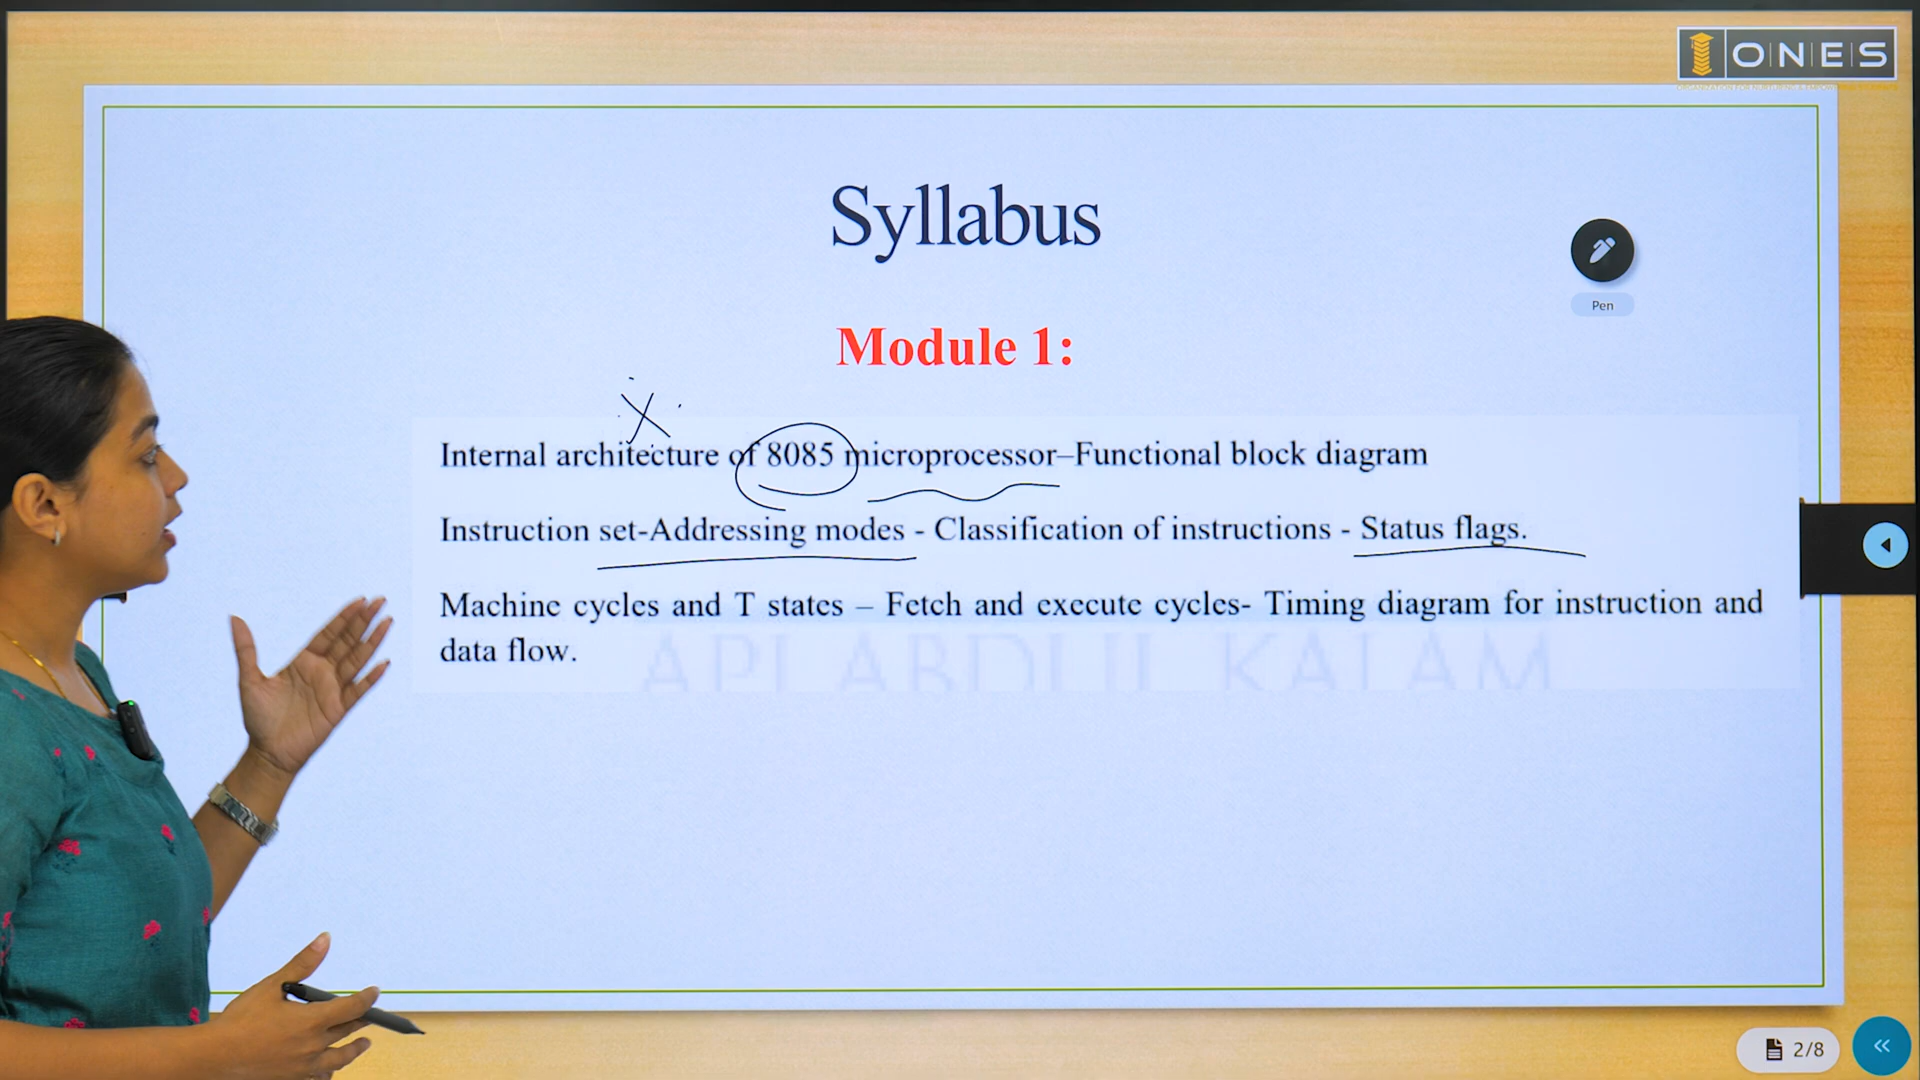 ONES
Syllabus
Pen
Module 1:
X
Internal architecture of 8085 microprocessor–Functional block diagram
Instruction set-Addressing modes - Classification of instructions - Status flags.
Machine cycles and T states – Fetch and execute cycles- Timing diagram for instruction and
data flow.
API ABDUL KALAM
2/8